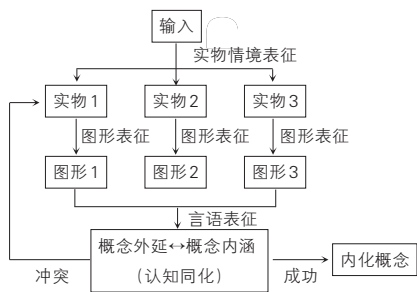 输入
实物情境表征
实物1 实物2 实物3
图形表征 图形表征 图形表征
图形1 图形2 图形3
言语表征
概念外延↔概念内涵
(认知同化)
冲突 成功 内化概念